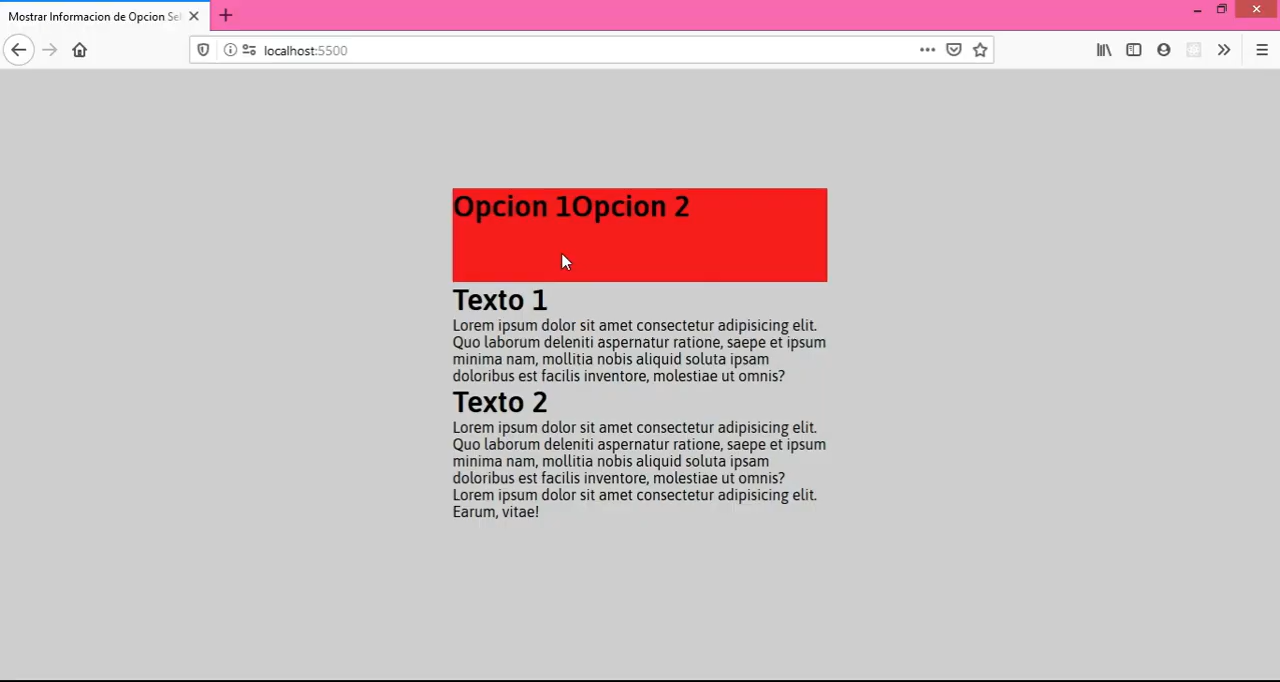 Mostrar Informacion de Opcion Sel
localhost:5500
Opcion 1Opcion 2
Texto 1
Lorem ipsum dolor sit amet consectetur adipisicing elit.
Quo laborum deleniti aspernatur ratione, saepe et ipsum
minima nam, mollitia nobis aliquid soluta ipsam
doloribus est facilis inventore, molestiae ut omnis?
Texto 2
Lorem ipsum dolor sit amet consectetur adipisicing elit.
Quo laborum deleniti aspernatur ratione, saepe et ipsum
minima nam, mollitia nobis aliquid soluta ipsam
doloribus est facilis inventore, molestiae ut omnis?
Lorem ipsum dolor sit amet consectetur adipisicing elit.
Earum, vitae!